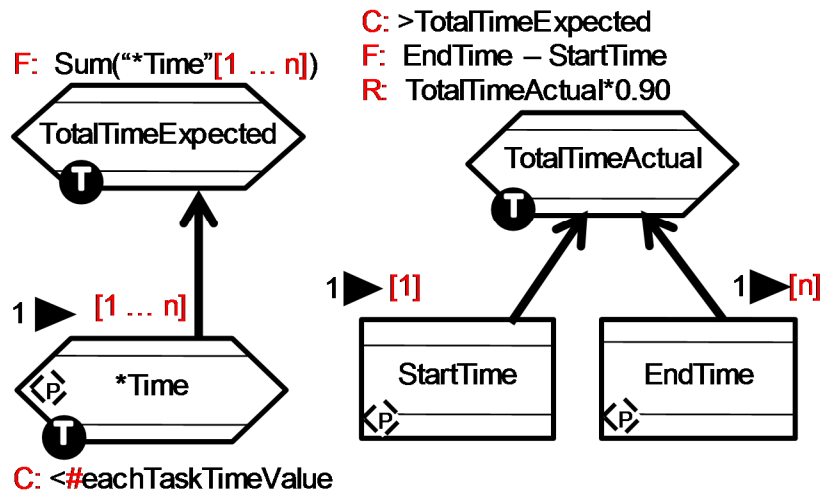 C: >TotalTimeExpected
F: Sum(“*Time”[1 … n])
F: EndTime – StartTime
R: TotalTimeActual*0.90
TotalTimeExpected
T
TotalTimeActual
T
1 [1 … n]
1 [1]
1 [n]
*Time
P
T
StartTime
P
EndTime
P
C: <#eachTaskTimeValue